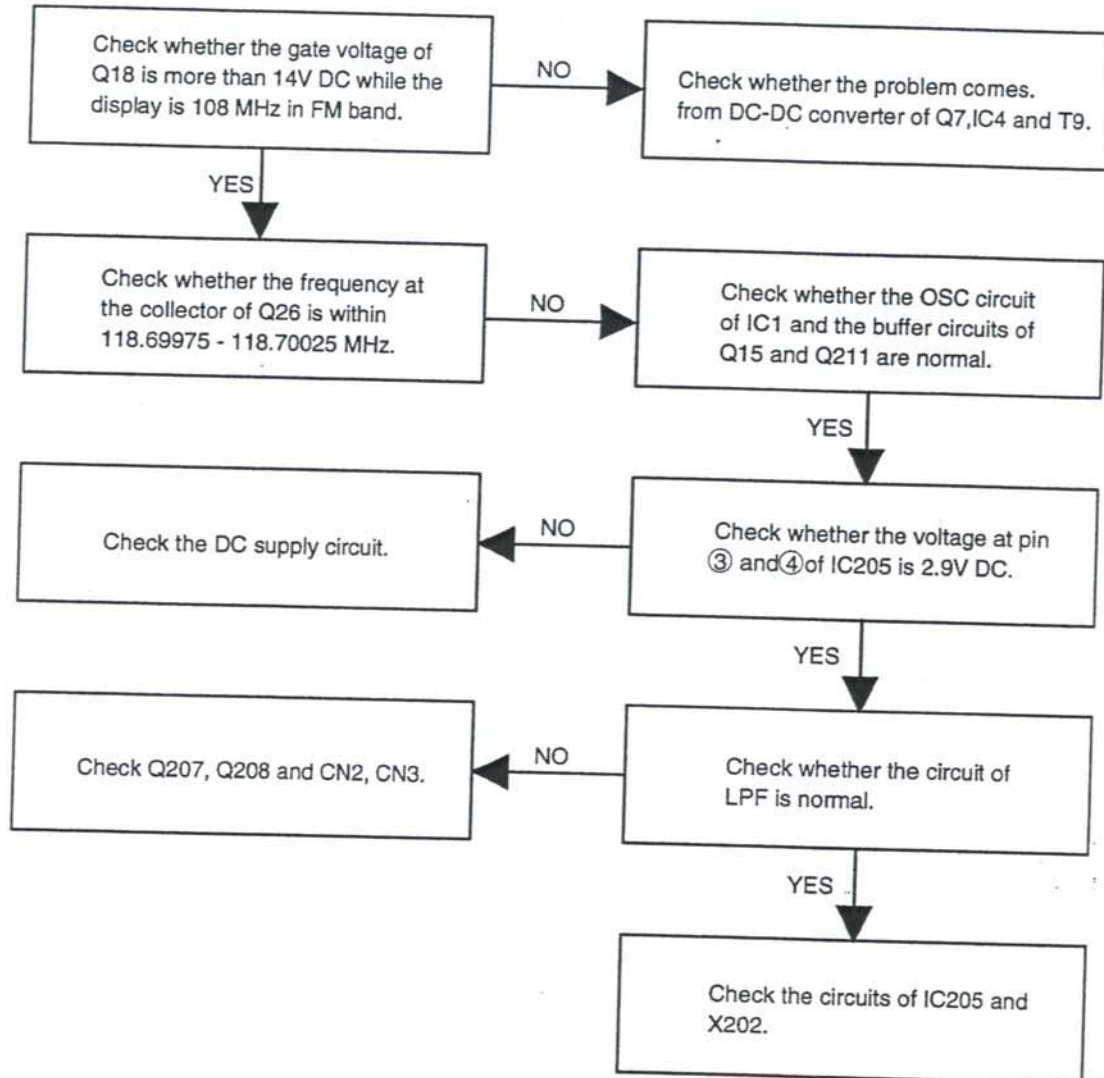 Check whether the gate voltage of
Q18 is more than 14V DC while the
display is 108 MHz in FM band.
NO
Check whether the problem comes.
from DC-DC converter of Q7,IC4 and T9.
YES
Check whether the frequency at
the collector of Q26 is within
118.69975 - 118.70025 MHz.
NO
Check whether the OSC circuit
of IC1 and the buffer circuits of
Q15 and Q211 are normal.
YES
Check whether the voltage at pin
③ and④of IC205 is 2.9V DC.
NO
Check the DC supply circuit.
YES
Check whether the circuit of
LPF is normal.
NO
Check Q207, Q208 and CN2, CN3.
YES
Check the circuits of IC205 and
X202.